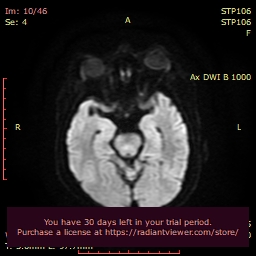 Im: 10/46
Se: 4
A
STP106
STP106
F
Ax DWI B 1000
R
L
You have 30 days left in your trial period.
Purchase a license at https://radiantviewer.com/store/